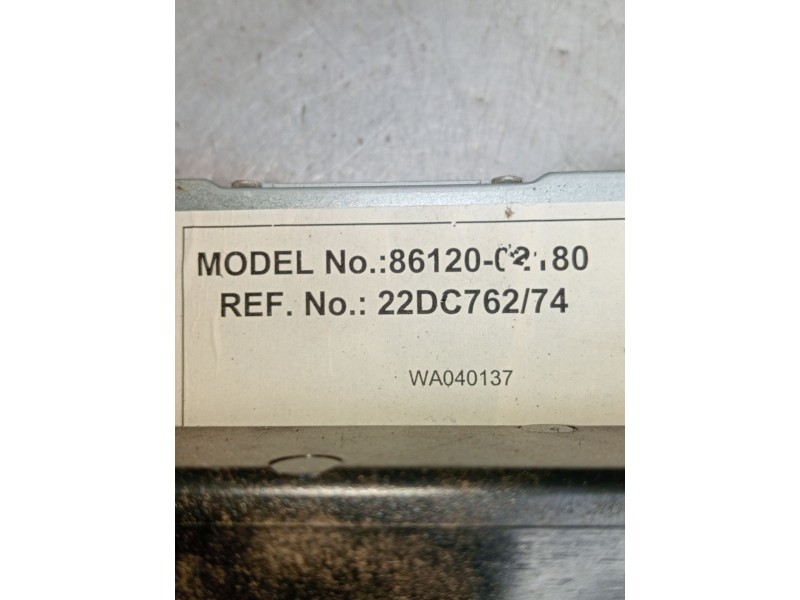 MODEL No.:
REF. No.: 22DC762/74
WA040137